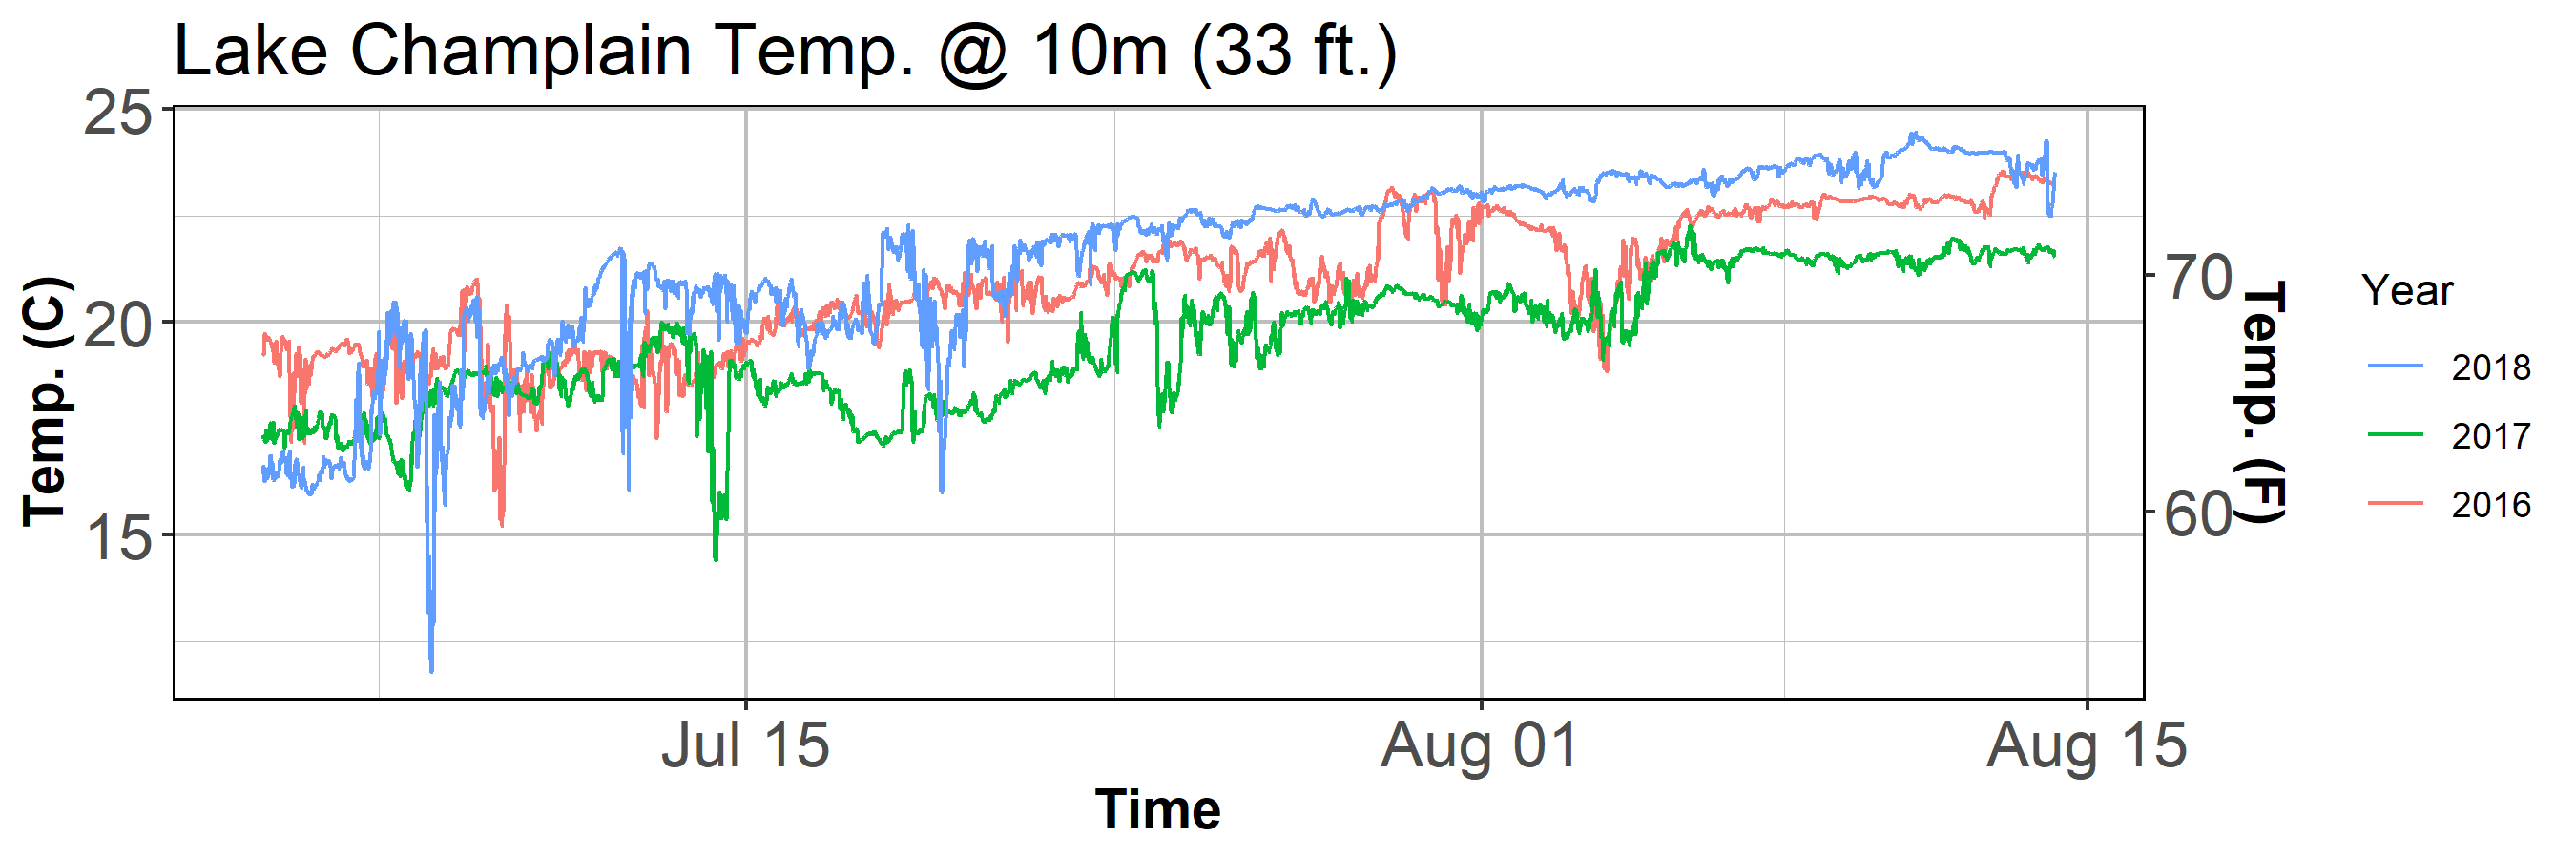 Lake Champlain Temp. @ 10m (33 ft.)
25
20
15
Temp. (C)
70
60
Temp. (F)
Jul 15
Aug 01
Aug 15
Time
Year
2018
2017
2016